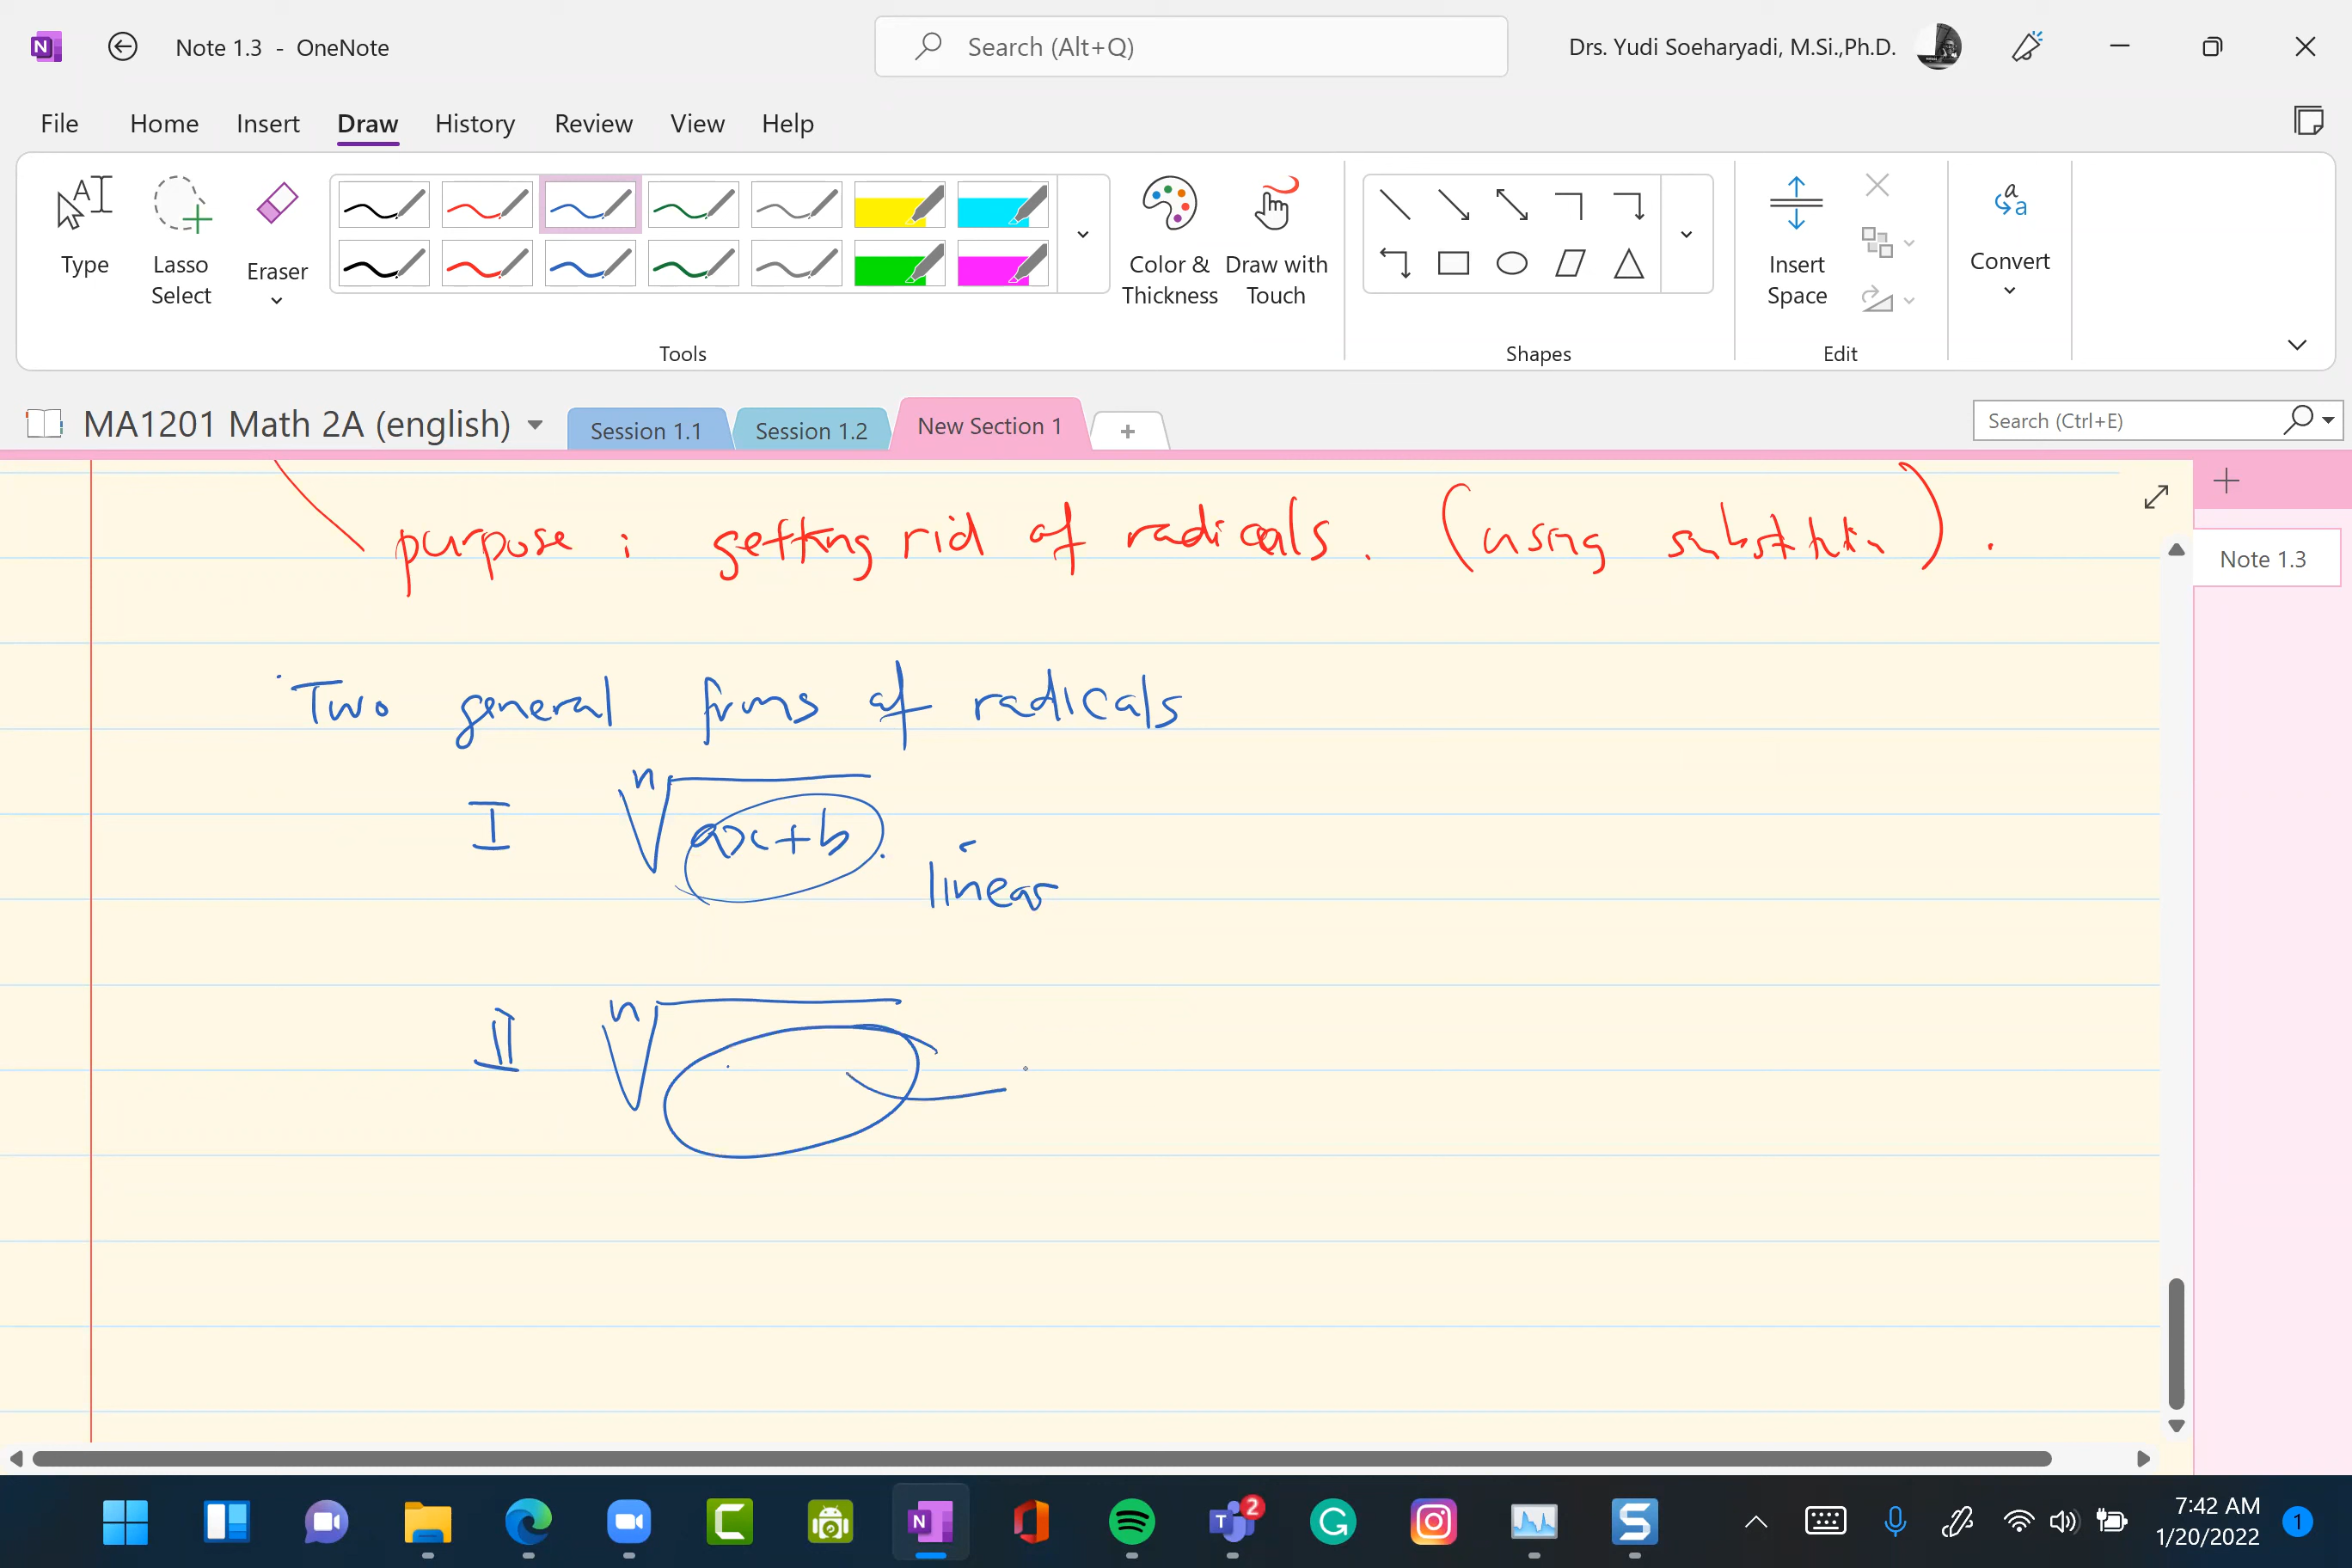 Note 1.3 - OneNote
Search (Alt+Q)
Drs. Yudi Soeharyadi, M.Si.,Ph.D.
File Home Insert Draw History Review View Help
Type
Lasso Select
Eraser
Color & Thickness
Draw with Touch
Insert Space
Convert
Tools Shapes Edit
MA1201 Math 2A (english)
Session 1.1
Session 1.2
New Section 1
Search (Ctrl+E)
Note 1.3
purpose : getting rid of radicals. (using substitution).
Two general forms of radicals
I ⁿ√(ax+b). linear
II ⁿ√
2
7:42 AM
1/20/2022
1